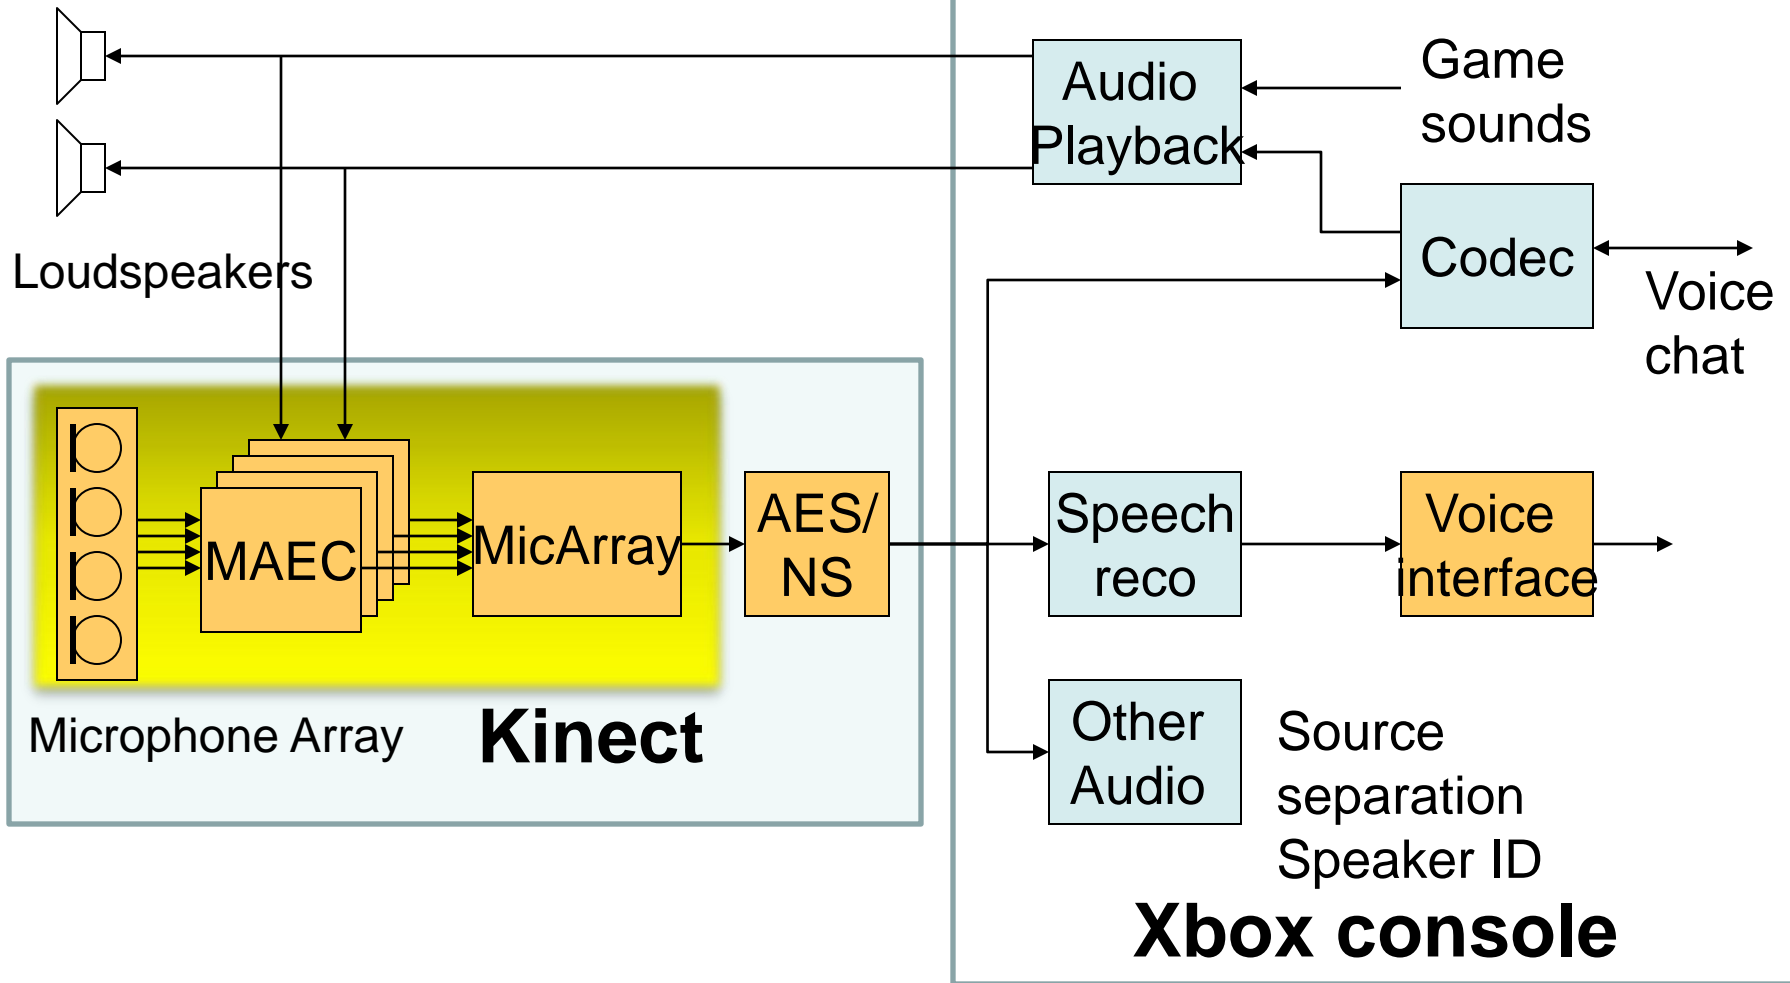 Game
sounds
Audio
Playback
Codec
Voice
chat
Loudspeakers
MAEC
MicArray
AES/
NS
Speech
reco
Voice
interface
Microphone Array
Kinect
Other
Audio
Source
separation
Speaker ID
Xbox console